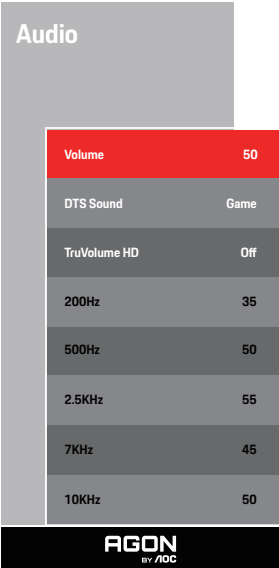 Audio
Volume 50
DTS Sound Game
TruVolume HD Off
200Hz 35
500Hz 50
2.5KHz 55
7KHz 45
10KHz 50
AGON
BY AOC